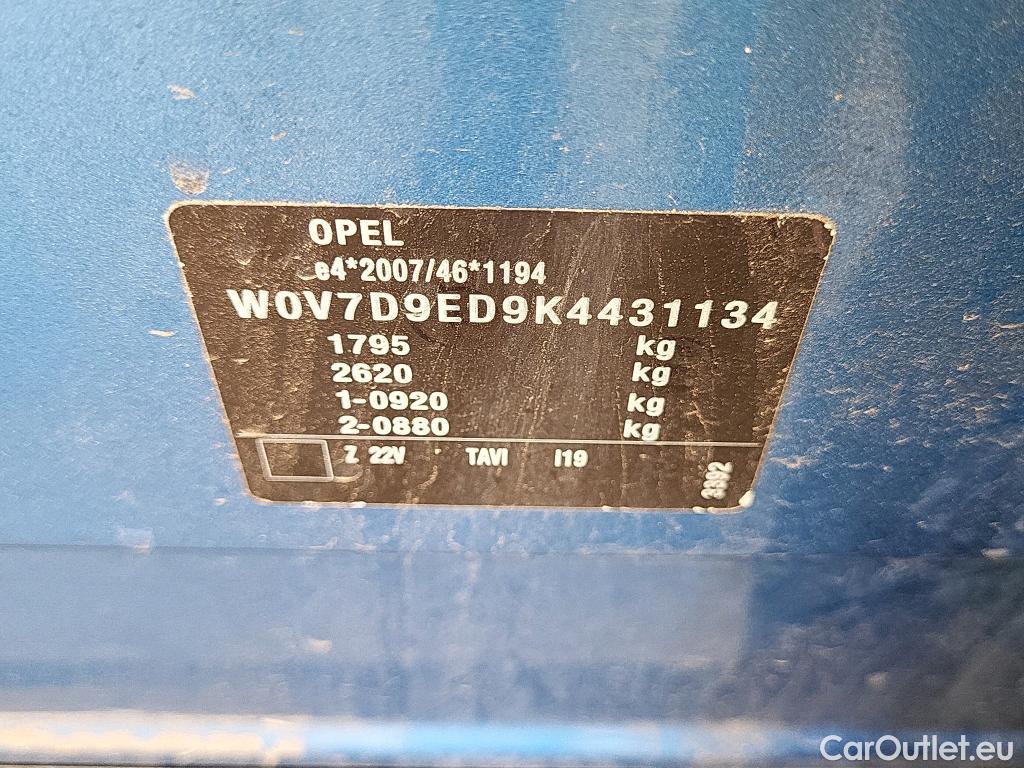 OPEL
e4*2007/46*1194
W0V7D9ED9K4431134
1795 kg
2620 kg
1-0920 kg
2-0880 kg
Z 22V TAVI I19
3392
CarOutlet.eu